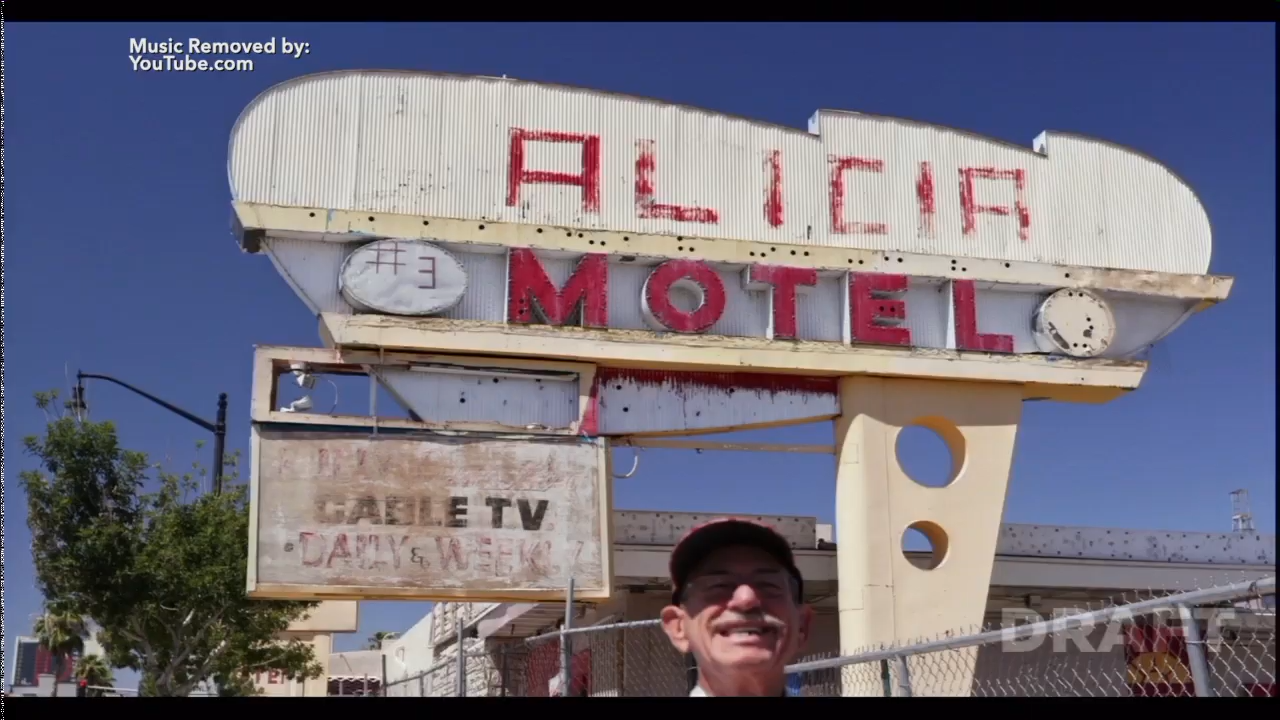 Music Removed by:
YouTube.com
ALICIA
#3
MOTEL
CABLE TV
DAILY & WEEKLY
DRAFT